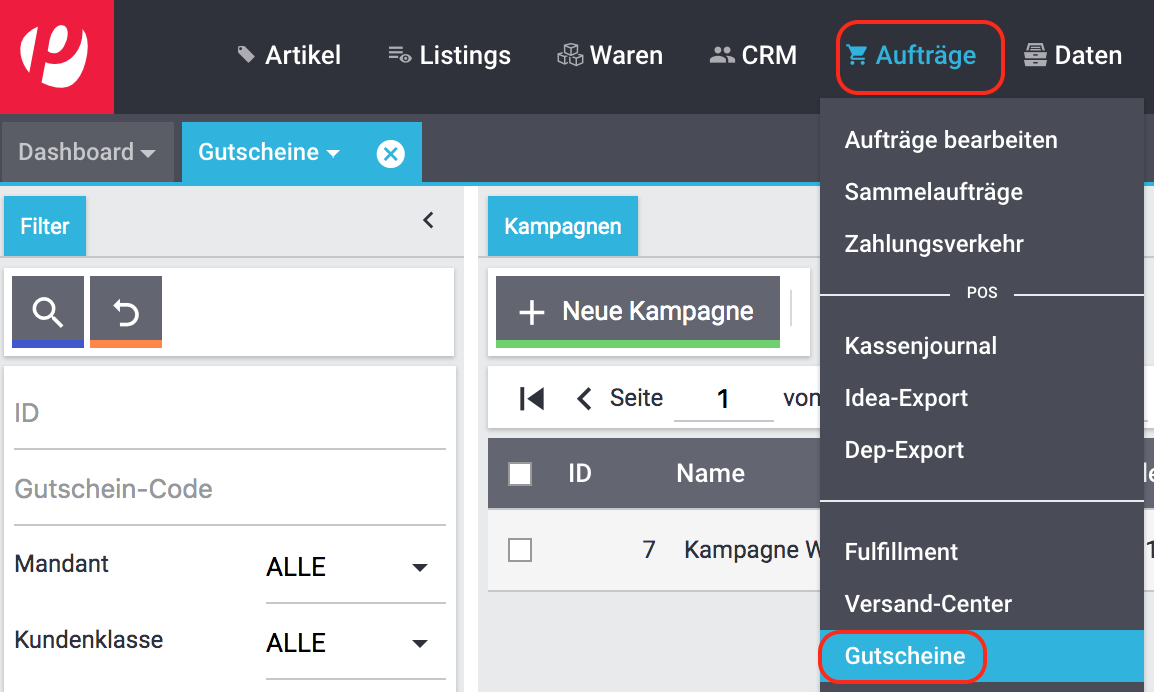 Artikel Listings Waren CRM Aufträge Daten
Dashboard Gutscheine
Filter
ID
Gutschein-Code
Mandant ALLE
Kundenklasse ALLE
Kampagnen
Neue Kampagne
Seite 1 von
ID Name
7 Kampagne
Aufträge bearbeiten
Sammelaufträge
Zahlungsverkehr
POS
Kassenjournal
Idea-Export
Dep-Export
Fulfillment
Versand-Center
Gutscheine